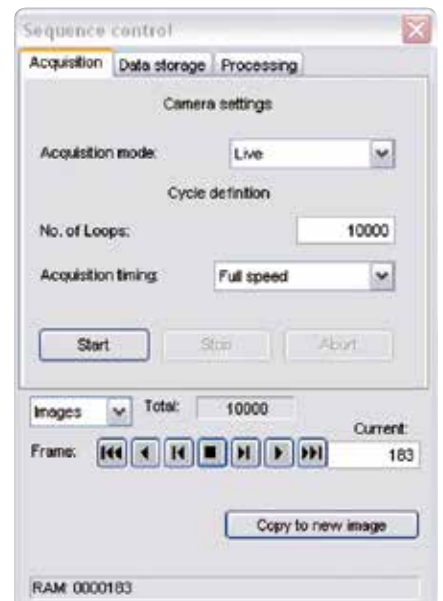 Sequence control
Acquisition Data storage Processing
Camera settings
Acquisition mode: Live
Cycle definition
No. of Loops: 10000
Acquisition timing: Full speed
Start Stop Abort
Images Total: 10000
Current:
Frame: 183
Copy to new image
RAM: 0000183